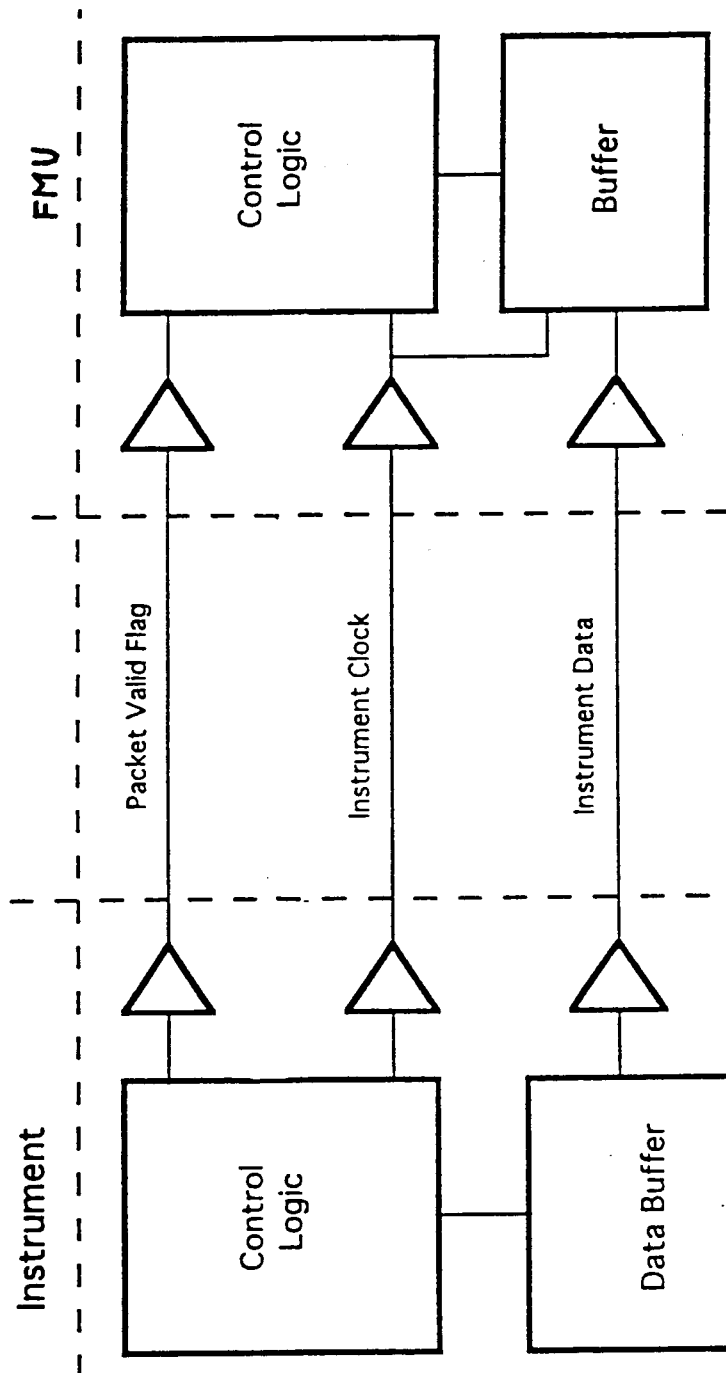 Instrument
FMU
Control
Logic
Packet Valid Flag
Control
Logic
Instrument Clock
Data Buffer
Instrument Data
Buffer